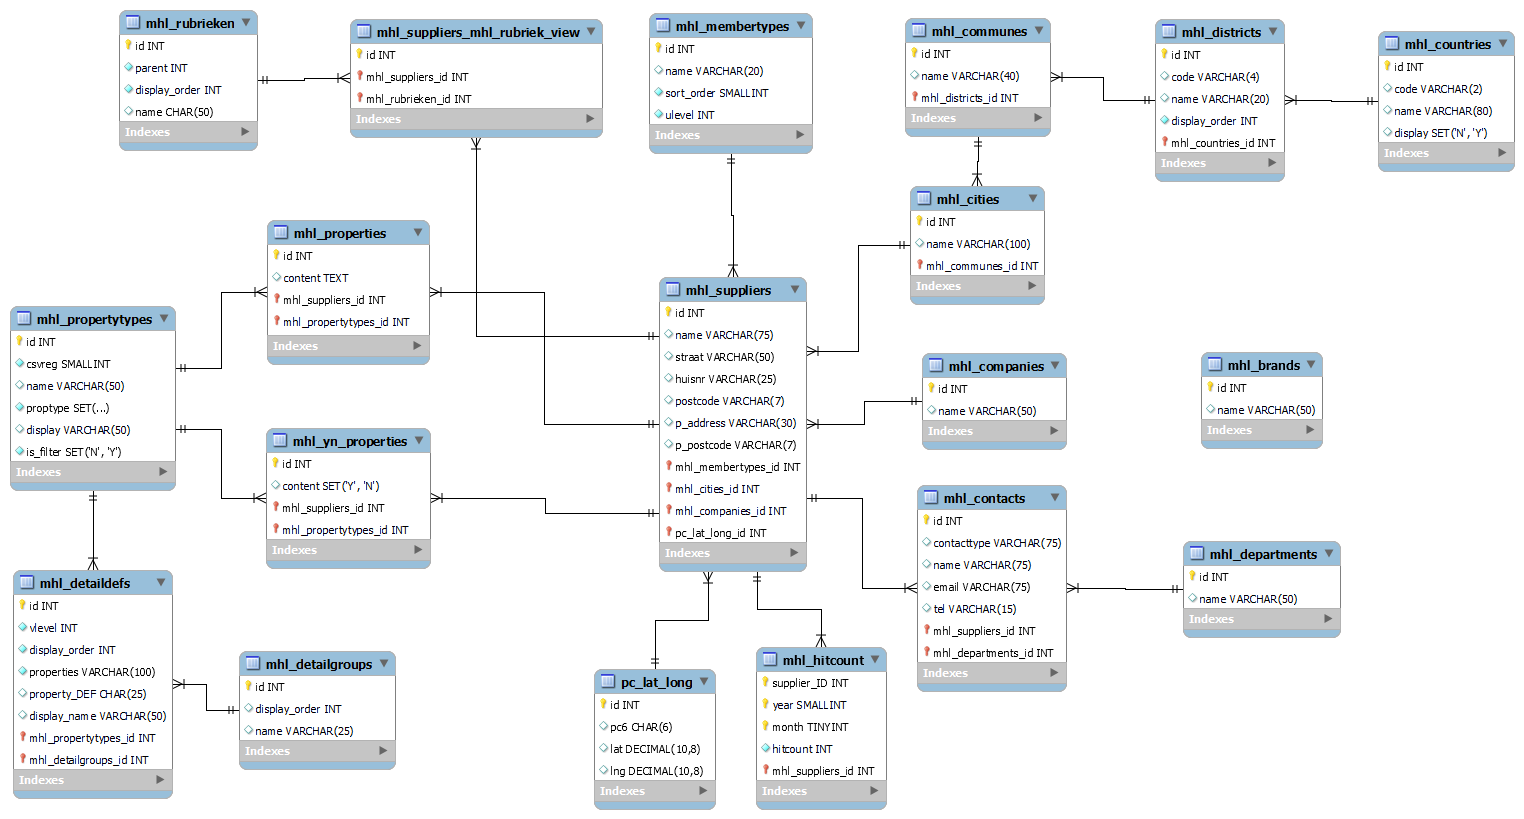 mhl_rubrieken
id INT
parent INT
display_order INT
name CHAR(50)
Indexes
mhl_suppliers_mhl_rubriek_view
id INT
mhl_suppliers_id INT
mhl_rubrieken_id INT
Indexes
mhl_membertypes
id INT
name VARCHAR(20)
sort_order SMALLINT
ulevel INT
Indexes
mhl_communes
id INT
name VARCHAR(40)
mhl_districts_id INT
Indexes
mhl_districts
id INT
code VARCHAR(4)
name VARCHAR(20)
display_order INT
mhl_countries_id INT
Indexes
mhl_countries
id INT
code VARCHAR(2)
name VARCHAR(80)
display SET('N', 'Y')
Indexes
mhl_cities
id INT
name VARCHAR(100)
mhl_communes_id INT
Indexes
mhl_properties
id INT
content TEXT
mhl_suppliers_id INT
mhl_propertytypes_id INT
Indexes
mhl_suppliers
id INT
name VARCHAR(75)
straat VARCHAR(50)
huisnr VARCHAR(25)
postcode VARCHAR(7)
p_address VARCHAR(30)
p_postcode VARCHAR(7)
mhl_membertypes_id INT
mhl_cities_id INT
mhl_companies_id INT
pc_lat_long_id INT
Indexes
mhl_propertytypes
id INT
csvreg SMALLINT
name VARCHAR(50)
proptype SET(...)
display VARCHAR(50)
is_filter SET('N', 'Y')
Indexes
mhl_companies
id INT
name VARCHAR(50)
Indexes
mhl_brands
id INT
name VARCHAR(50)
Indexes
mhl_yn_properties
id INT
content SET('Y', 'N')
mhl_suppliers_id INT
mhl_propertytypes_id INT
Indexes
mhl_contacts
id INT
contacttype VARCHAR(75)
name VARCHAR(75)
email VARCHAR(75)
tel VARCHAR(15)
mhl_suppliers_id INT
mhl_departments_id INT
Indexes
mhl_departments
id INT
name VARCHAR(50)
Indexes
mhl_detaildefs
id INT
vlevel INT
display_order INT
properties VARCHAR(100)
property_DEF CHAR(25)
display_name VARCHAR(50)
mhl_propertytypes_id INT
mhl_detailgroups_id INT
Indexes
mhl_detailgroups
id INT
display_order INT
name VARCHAR(25)
Indexes
pc_lat_long
id INT
pc6 CHAR(6)
lat DECIMAL(10,8)
lng DECIMAL(10,8)
Indexes
mhl_hitcount
supplier_ID INT
year SMALLINT
month TINYINT
hitcount INT
mhl_suppliers_id INT
Indexes